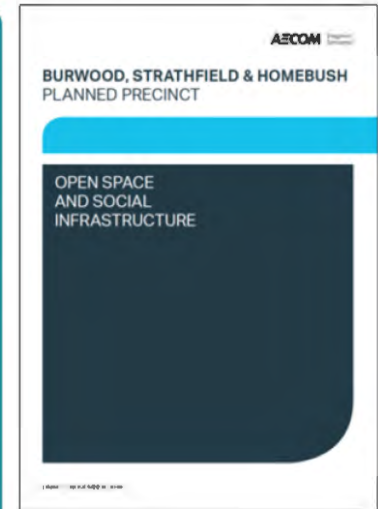 AECOM
BURWOOD, STRATHFIELD & HOMEBUSH
PLANNED PRECINCT
OPEN SPACE
AND SOCIAL
INFRASTRUCTURE